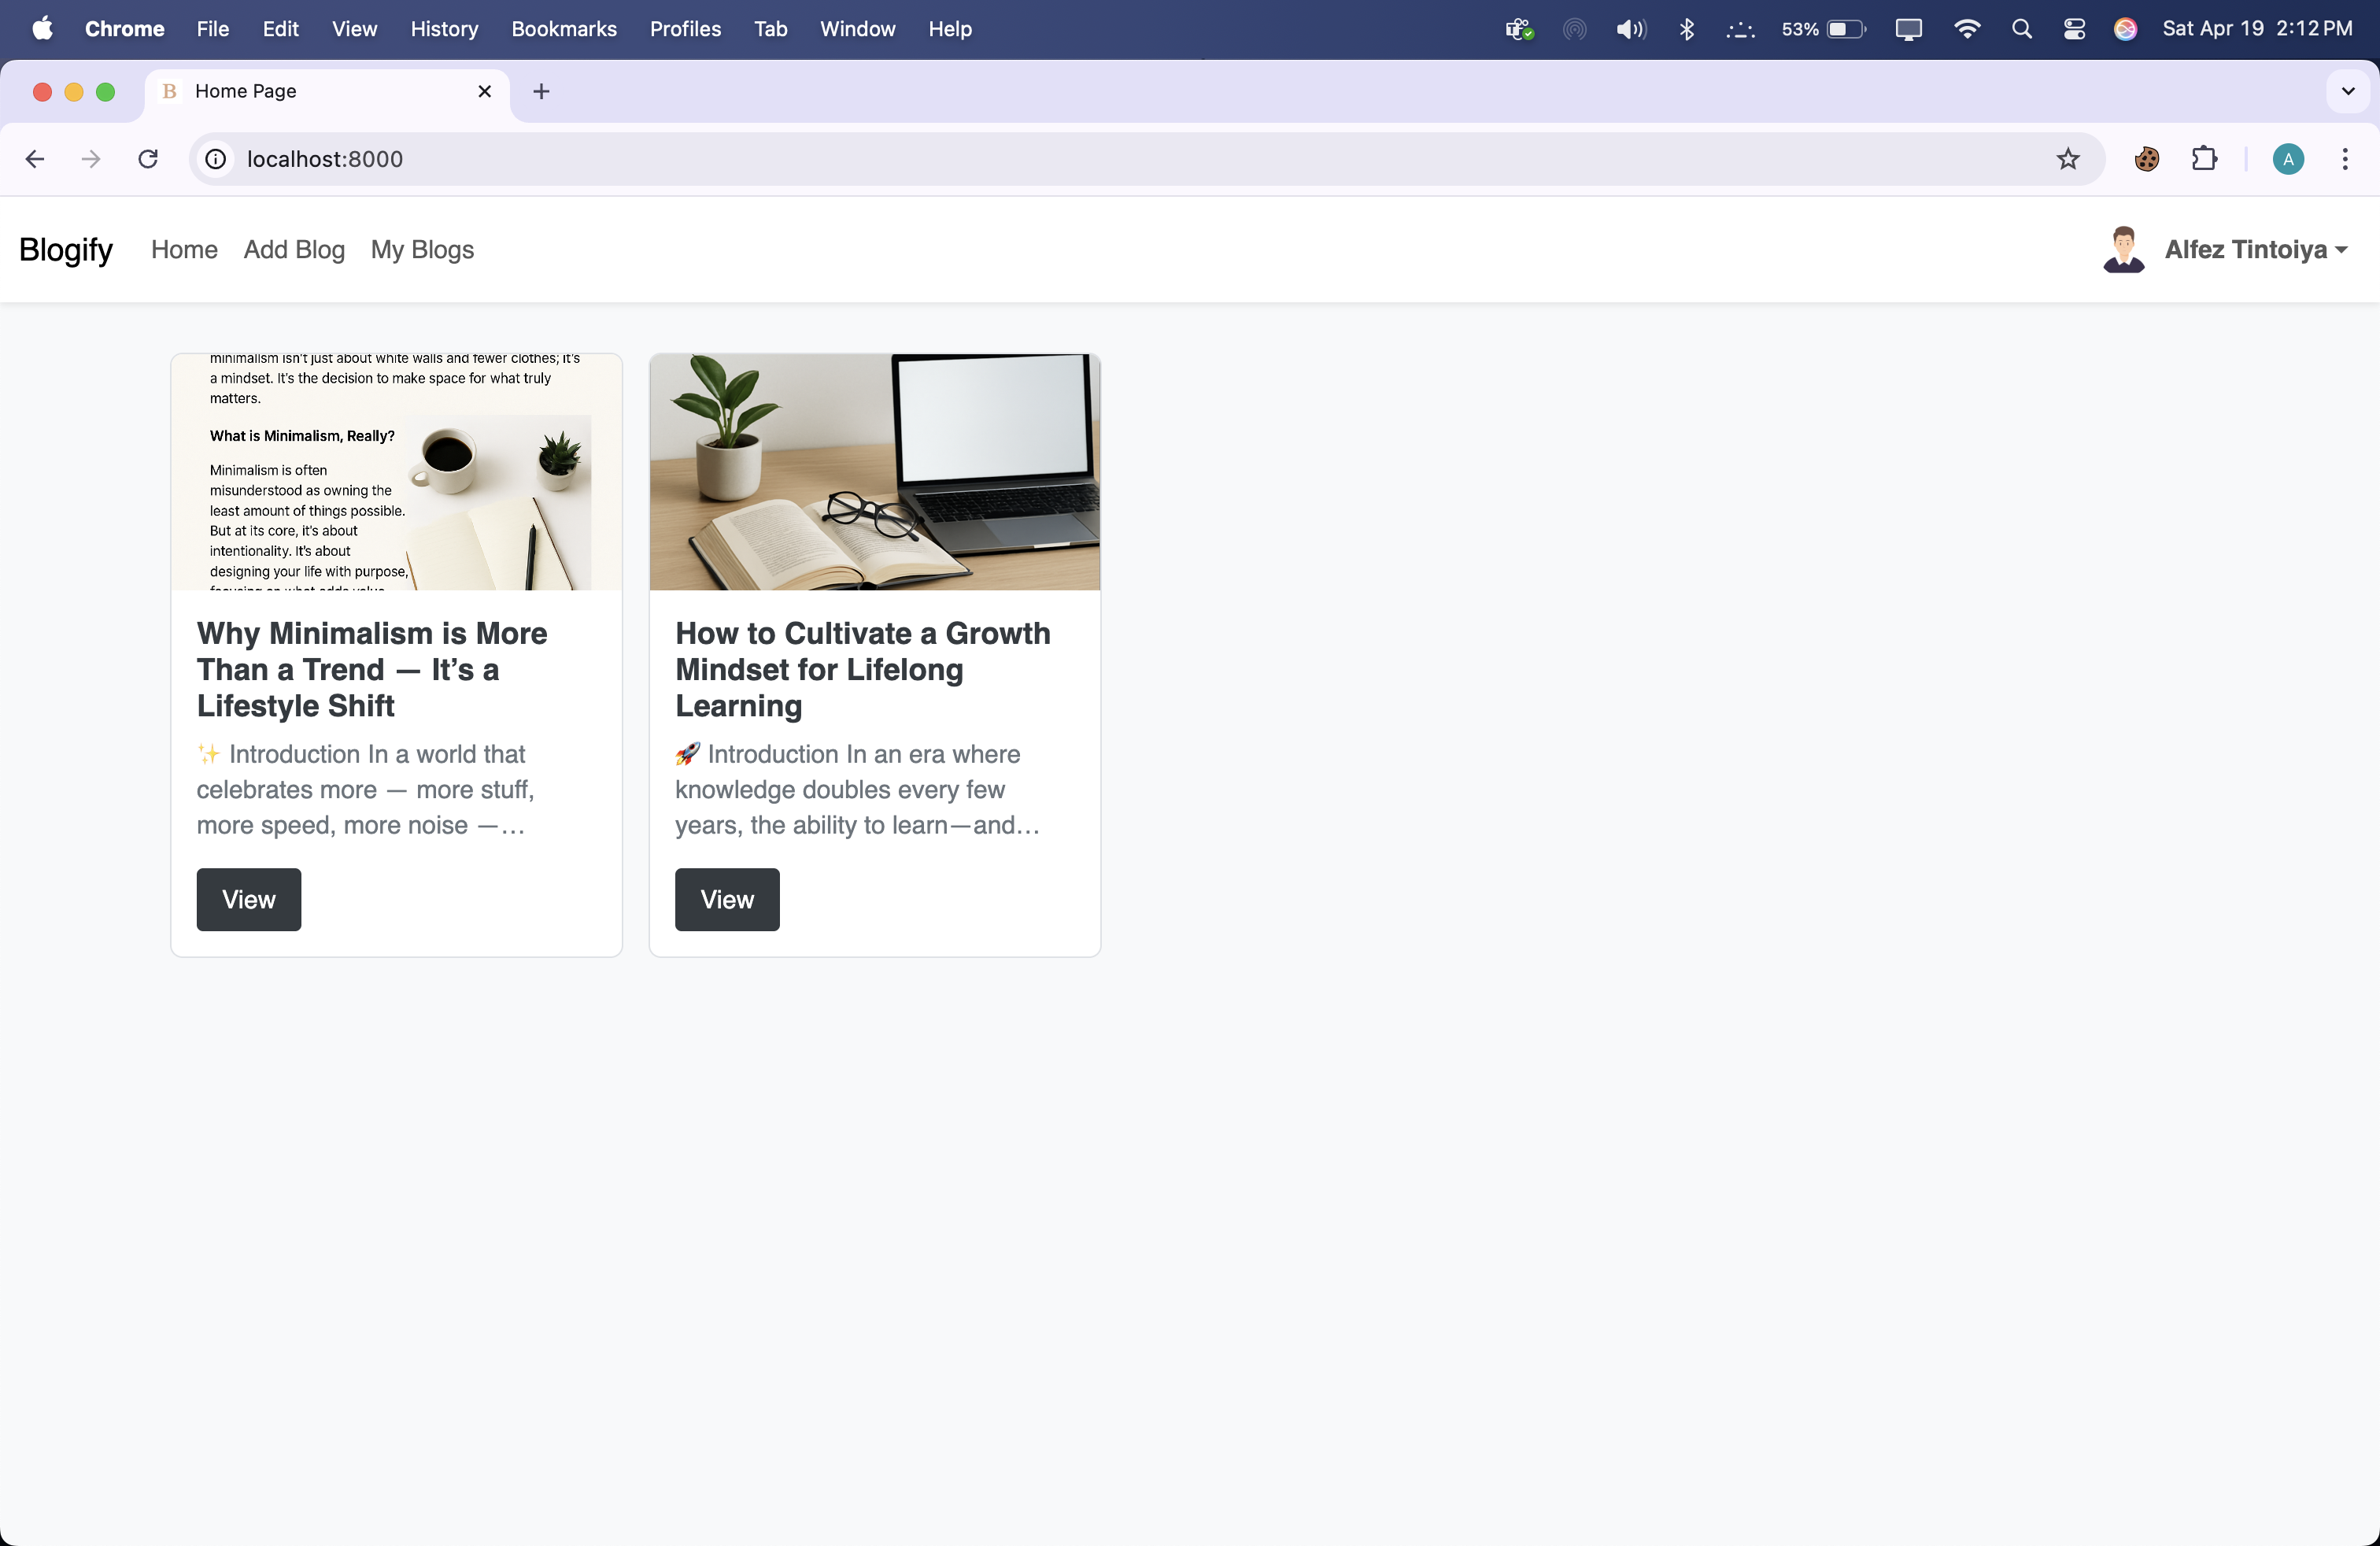 Chrome File Edit View History Bookmarks Profiles Tab Window Help 53% Sat Apr 19 2:12 PM
B Home Page
localhost:8000 A
Blogify Home Add Blog My Blogs Alfez Tintoiya
minimalism isn't just about white walls and fewer clothes; it's
a mindset. It's the decision to make space for what truly
matters.
What is Minimalism, Really?
Minimalism is often
misunderstood as owning the
least amount of things possible.
But at its core, it's about
intentionality. It's about
designing your life with purpose,
focusing on what adds value
Why Minimalism is More
Than a Trend — It’s a
Lifestyle Shift
✨ Introduction In a world that
celebrates more — more stuff,
more speed, more noise —...
View
How to Cultivate a Growth
Mindset for Lifelong
Learning
🚀 Introduction In an era where
knowledge doubles every few
years, the ability to learn—and...
View